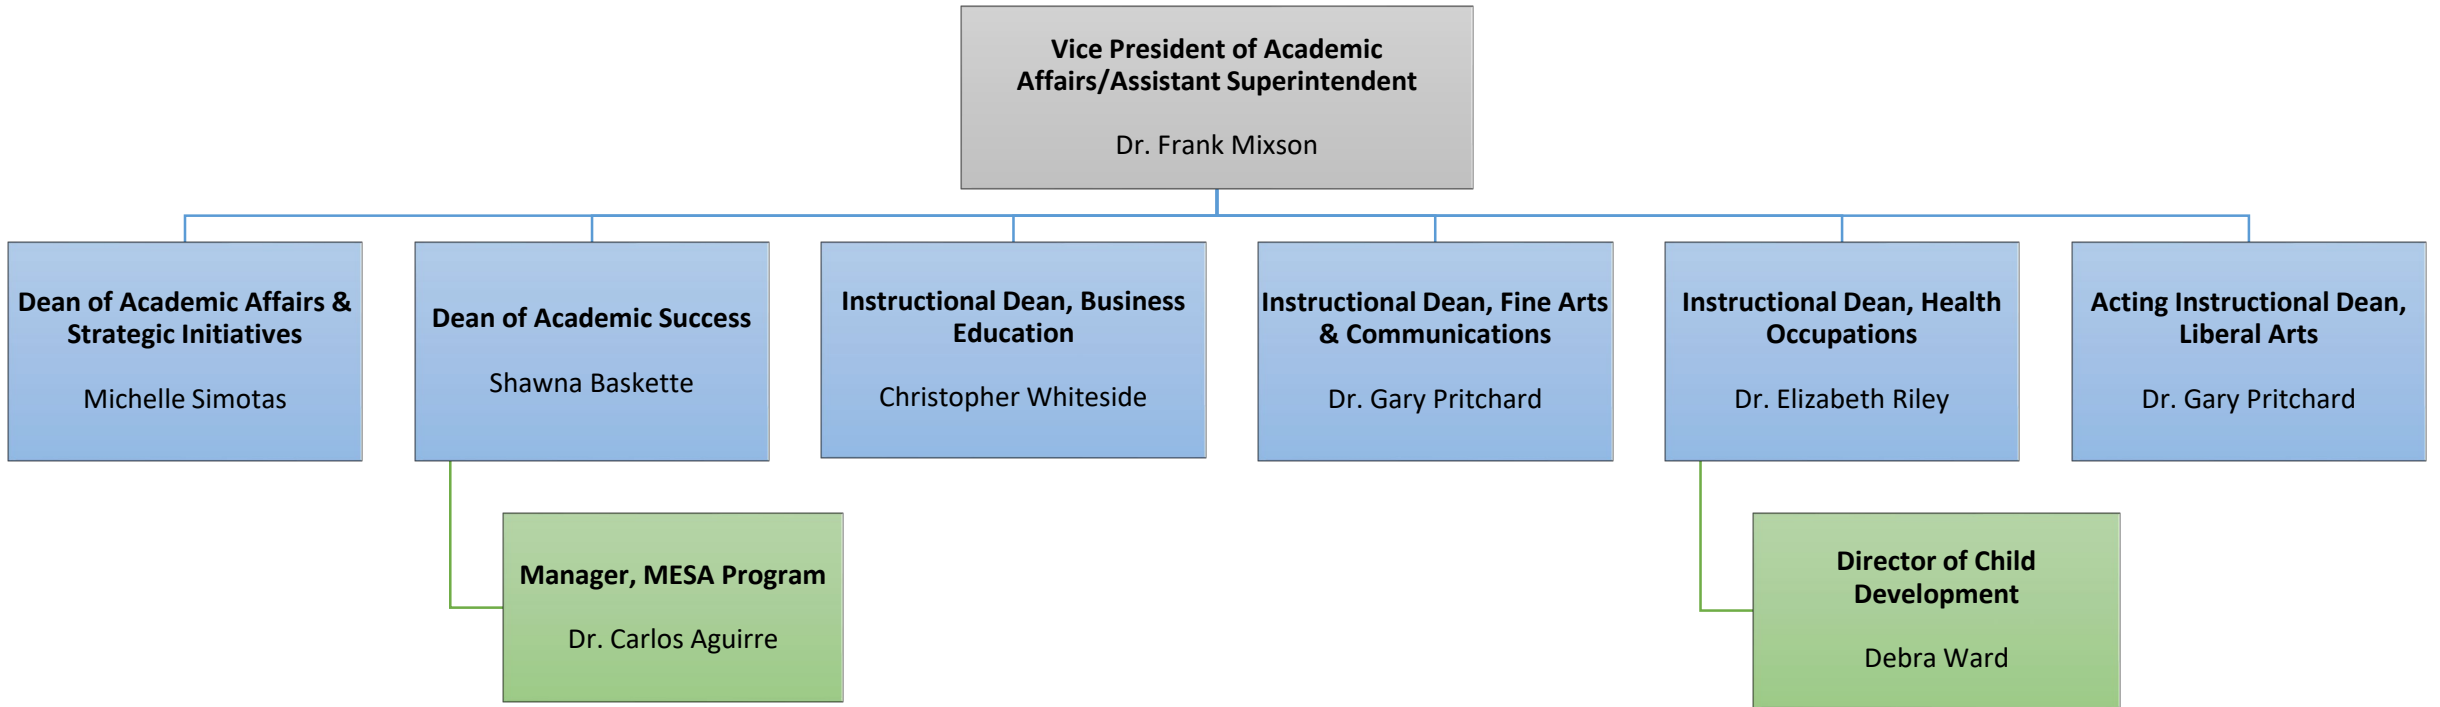 Vice President of Academic
Affairs/Assistant Superintendent
Dr. Frank Mixson
Dean of Academic Affairs &
Strategic Initiatives
Michelle Simotas
Dean of Academic Success
Shawna Baskette
Instructional Dean, Business
Education
Christopher Whiteside
Instructional Dean, Fine Arts
& Communications
Dr. Gary Pritchard
Instructional Dean, Health
Occupations
Dr. Elizabeth Riley
Acting Instructional Dean,
Liberal Arts
Dr. Gary Pritchard
Manager, MESA Program
Dr. Carlos Aguirre
Director of Child
Development
Debra Ward